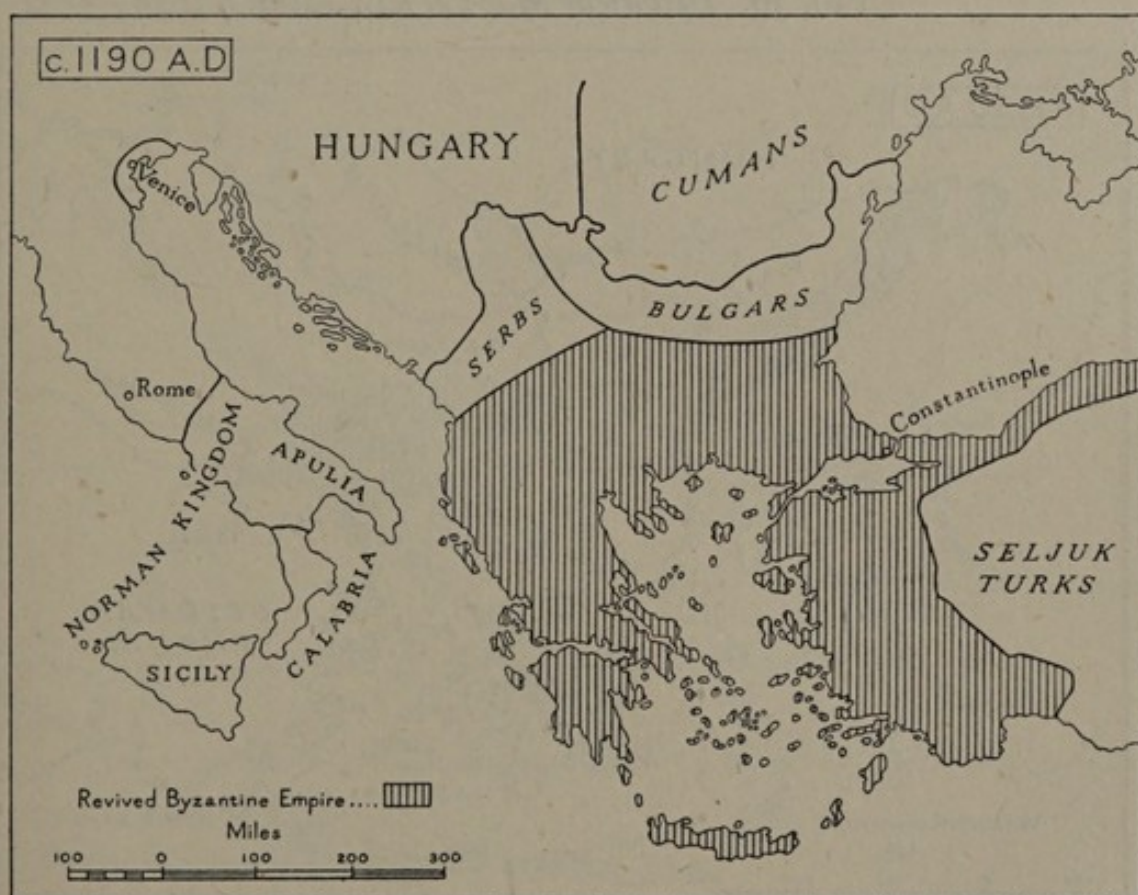 c.1190 A.D
HUNGARY
CUMANS
Venice
BULGARS
SERBS
Constantinople
Rome
NORMAN KINGDOM
APULIA
SELJUK
TURKS
CALABRIA
SICILY
Revived Byzantine Empire....
Miles
100 0 100 200 300